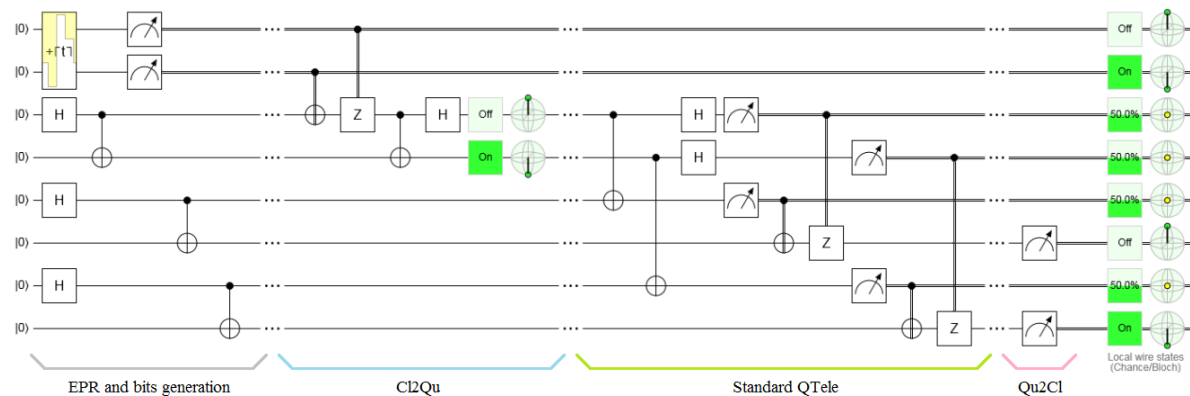 |0⟩ +⌈t⌉ ... ... ... Off
|0⟩ ... ... ... On
|0⟩ H ... Z H Off ... H ... 50.0%
|0⟩ ... On ... H ... 50.0%
|0⟩ H ... ... ... 50.0%
|0⟩ ... ... Z ... Off
|0⟩ H ... ... ... 50.0%
|0⟩ ... ... Z ... On
Local wire states
(Chance/Bloch)
EPR and bits generation Cl2Qu Standard QTele Qu2Cl